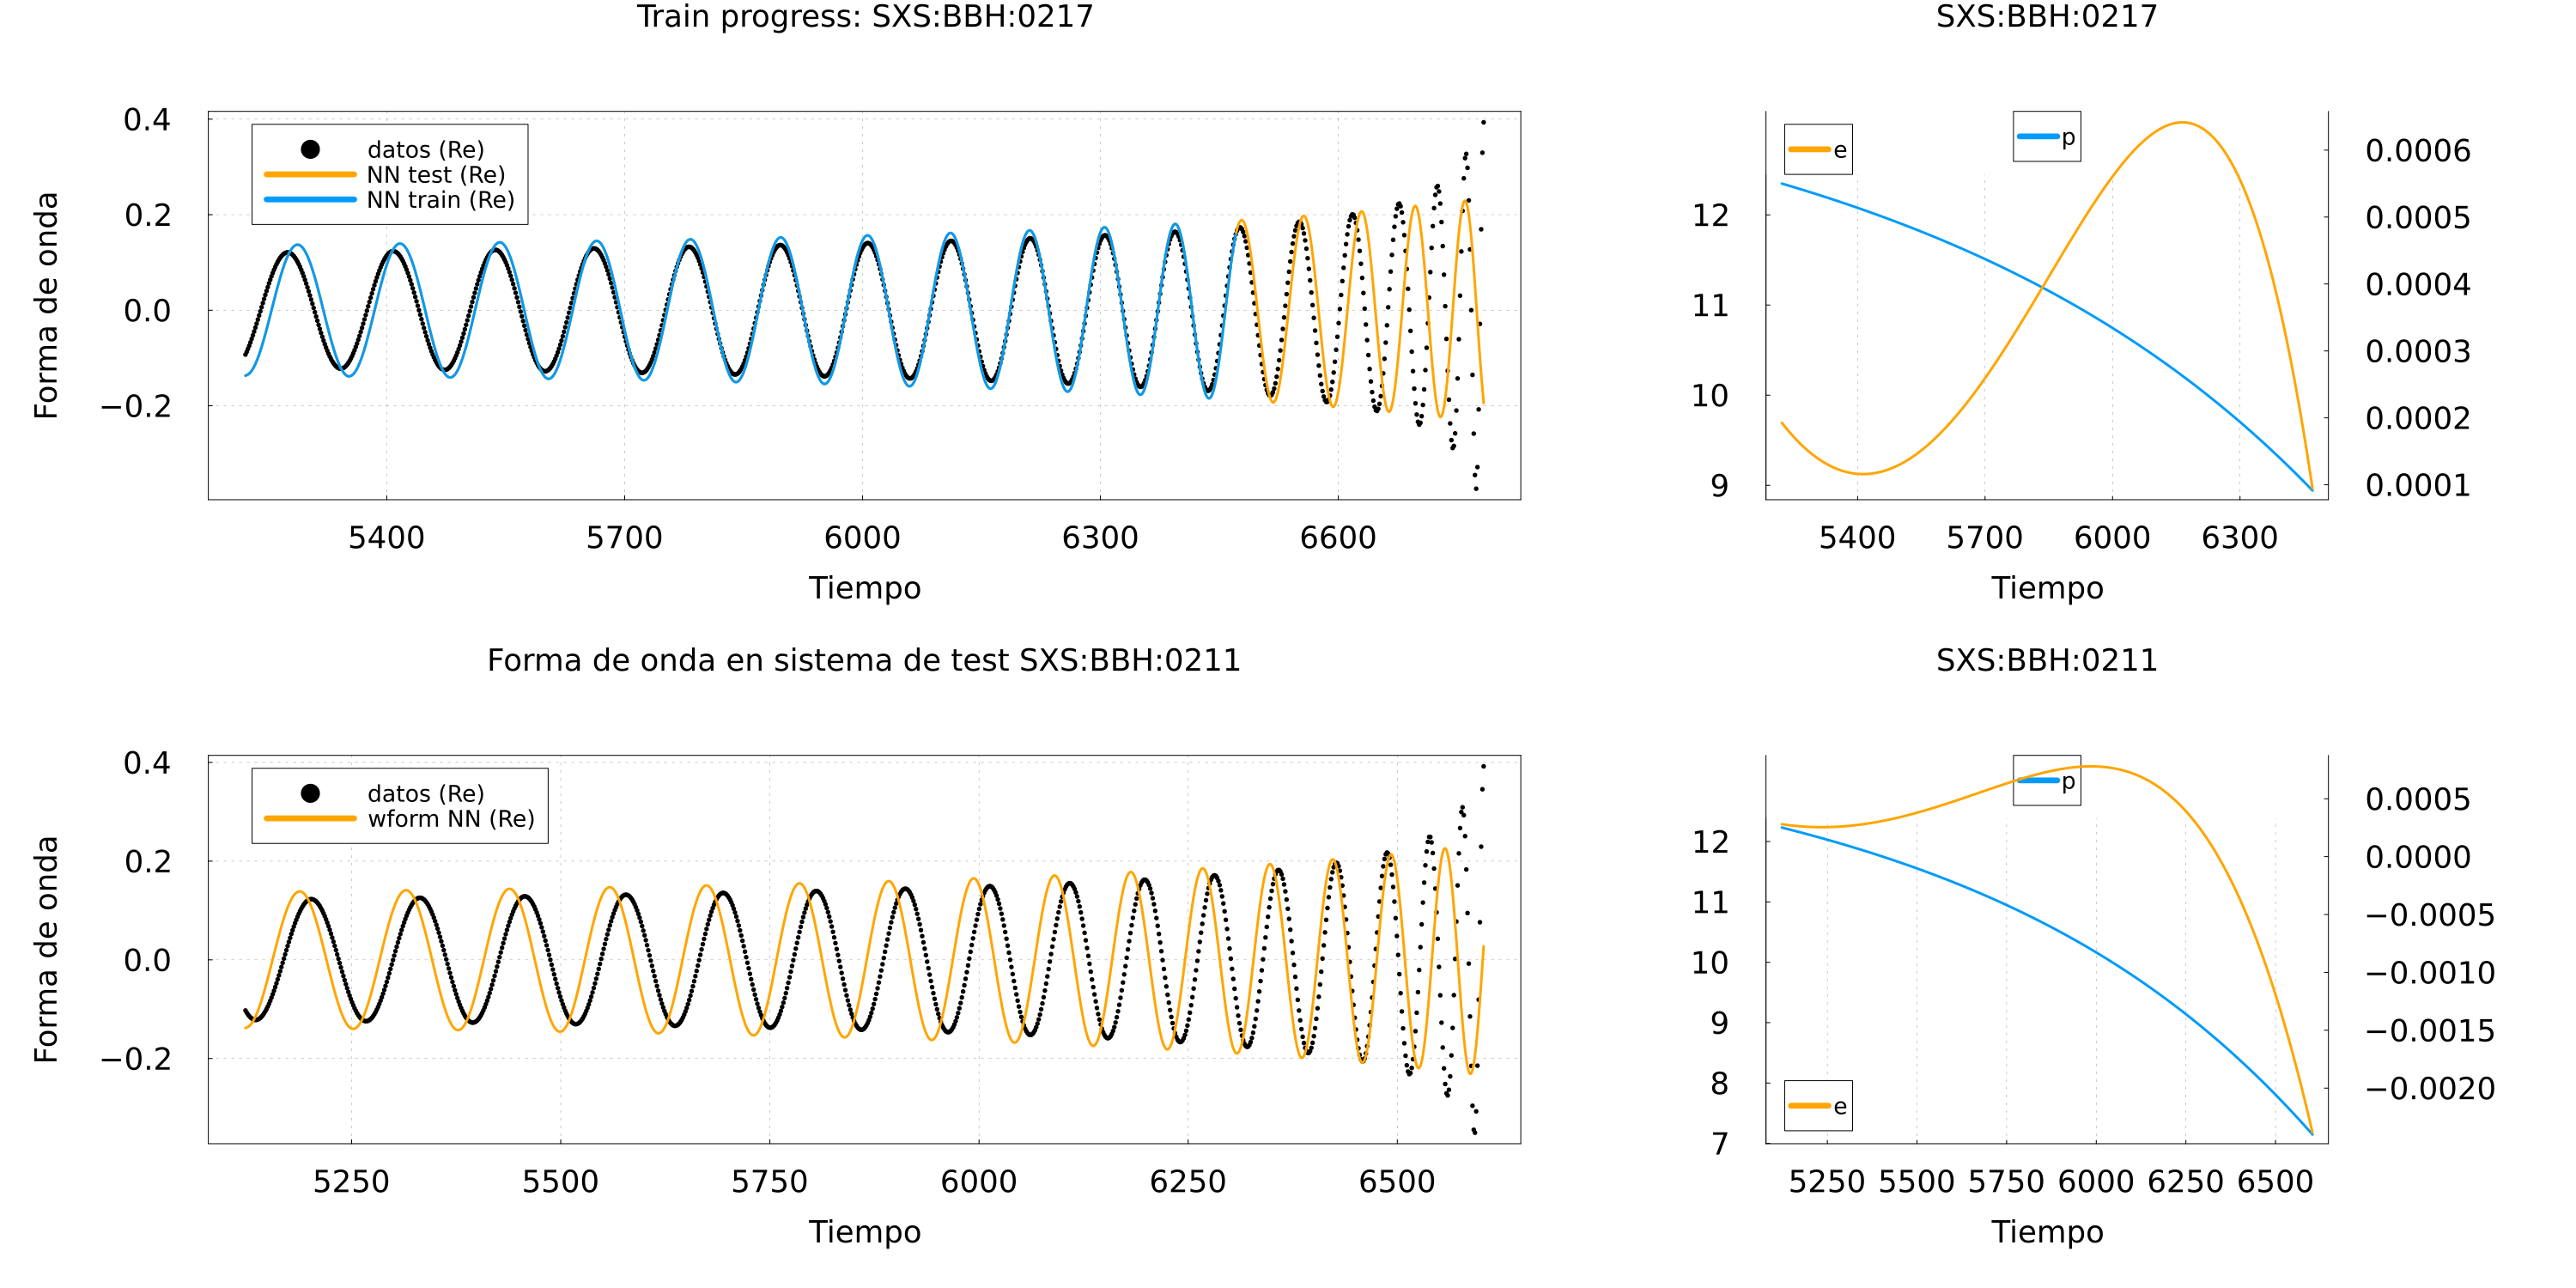 Train progress: SXS:BBH:0217
SXS:BBH:0217
Forma de onda
0.4
0.2
0.0
−0.2
datos (Re)
NN test (Re)
NN train (Re)
5400 5700 6000 6300 6600
Tiempo
e
p
12
11
10
9
0.0006
0.0005
0.0004
0.0003
0.0002
0.0001
5400 5700 6000 6300
Tiempo
Forma de onda en sistema de test SXS:BBH:0211
SXS:BBH:0211
Forma de onda
0.4
0.2
0.0
−0.2
datos (Re)
wform NN (Re)
5250 5500 5750 6000 6250 6500
Tiempo
p
e
12
11
10
9
8
7
0.0005
0.0000
−0.0005
−0.0010
−0.0015
−0.0020
5250 5500 5750 6000 6250 6500
Tiempo